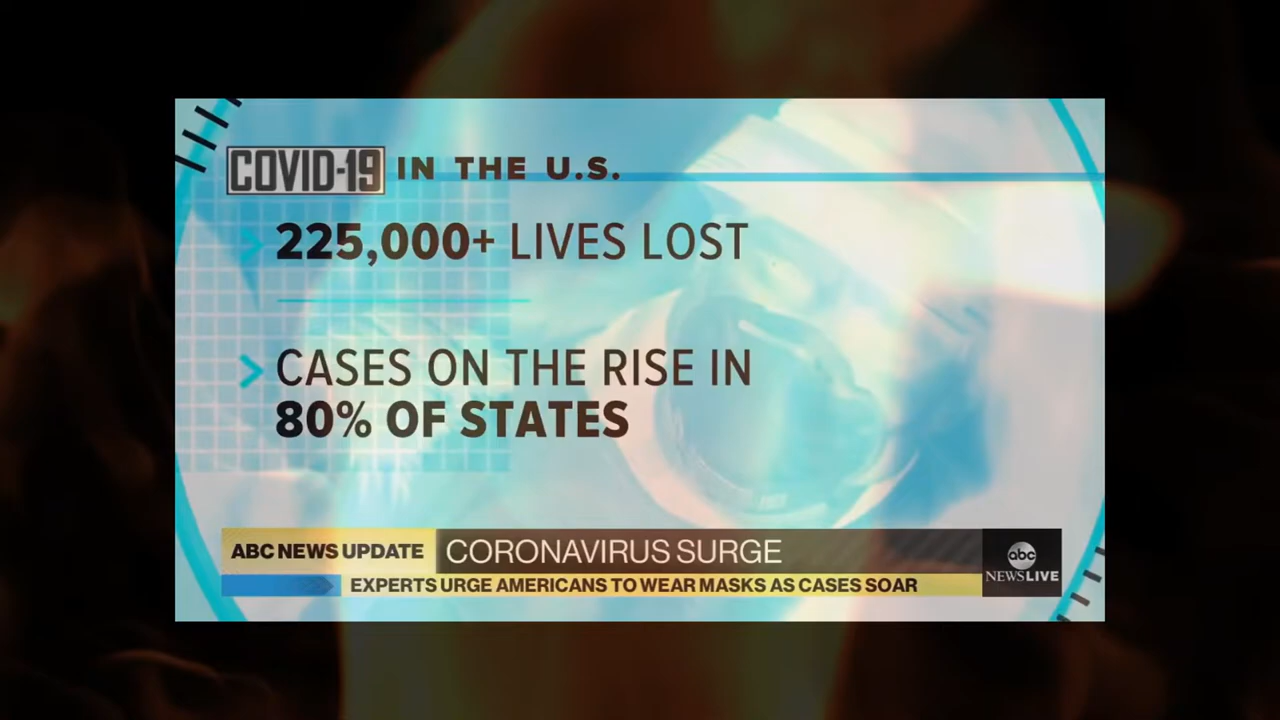 COVID-19 IN THE U.S.
225,000+ LIVES LOST
CASES ON THE RISE IN
80% OF STATES
ABC NEWS UPDATE
CORONAVIRUS SURGE
EXPERTS URGE AMERICANS TO WEAR MASKS AS CASES SOAR
abc
NEWS LIVE